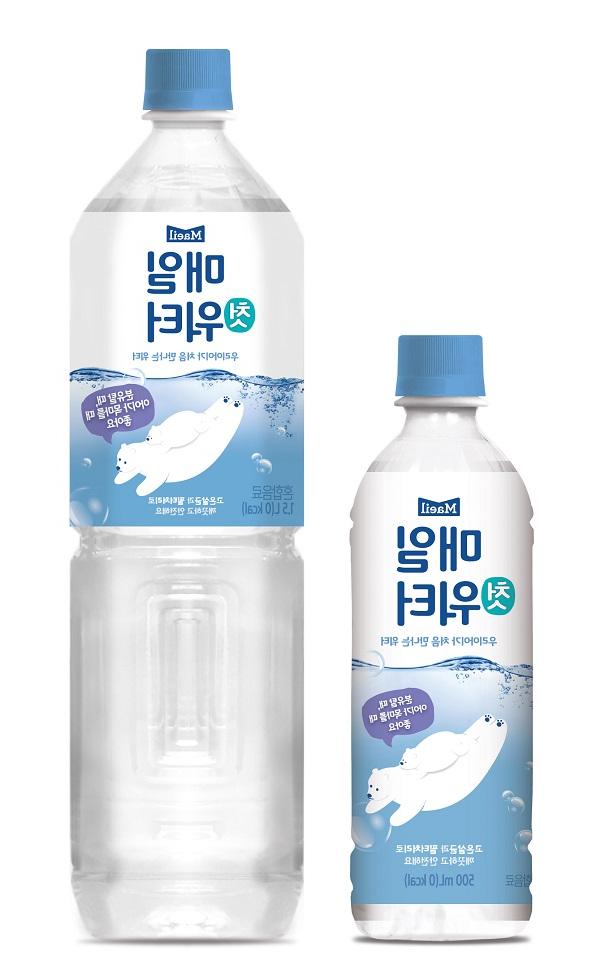 Maeil
매일
첫워터
우리아이가 처음 만나는 워터
분유탈 때,
아이가 목마를 때
좋아요
고온살균과 필터처리로
깨끗하고 안전해요
혼합음료
1.5 L(0 kcal)
Maeil
매일
첫워터
우리아이가 처음 만나는 워터
분유탈 때,
아이가 목마를 때
좋아요
고온살균과 필터처리로
깨끗하고 안전해요
혼합음료
500 mL(0 kcal)